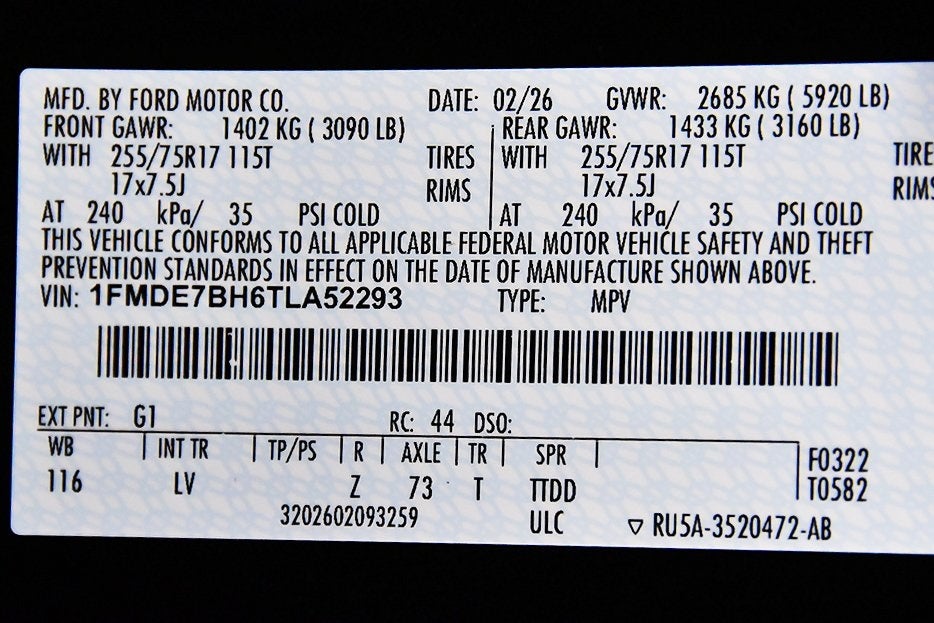 MFD. BY FORD MOTOR CO. DATE: 02/26 GVWR: 2685 KG ( 5920 LB)
FRONT GAWR: 1402 KG ( 3090 LB) REAR GAWR: 1433 KG ( 3160 LB)
WITH 255/75R17 115T TIRES WITH 255/75R17 115T TIRE
17x7.5J RIMS 17x7.5J RIMS
AT 240 kPa/ 35 PSI COLD AT 240 kPa/ 35 PSI COLD
THIS VEHICLE CONFORMS TO ALL APPLICABLE FEDERAL MOTOR VEHICLE SAFETY AND THEFT
PREVENTION STANDARDS IN EFFECT ON THE DATE OF MANUFACTURE SHOWN ABOVE.
VIN: 1FMDE7BH6TLA52293 TYPE: MPV
EXT PNT: G1 RC: 44 DSO:
WB INT TR TP/PS R AXLE TR SPR F0322
116 LV Z 73 T TTDD T0582
3202602093259 ULC ▽ RU5A-3520472-AB